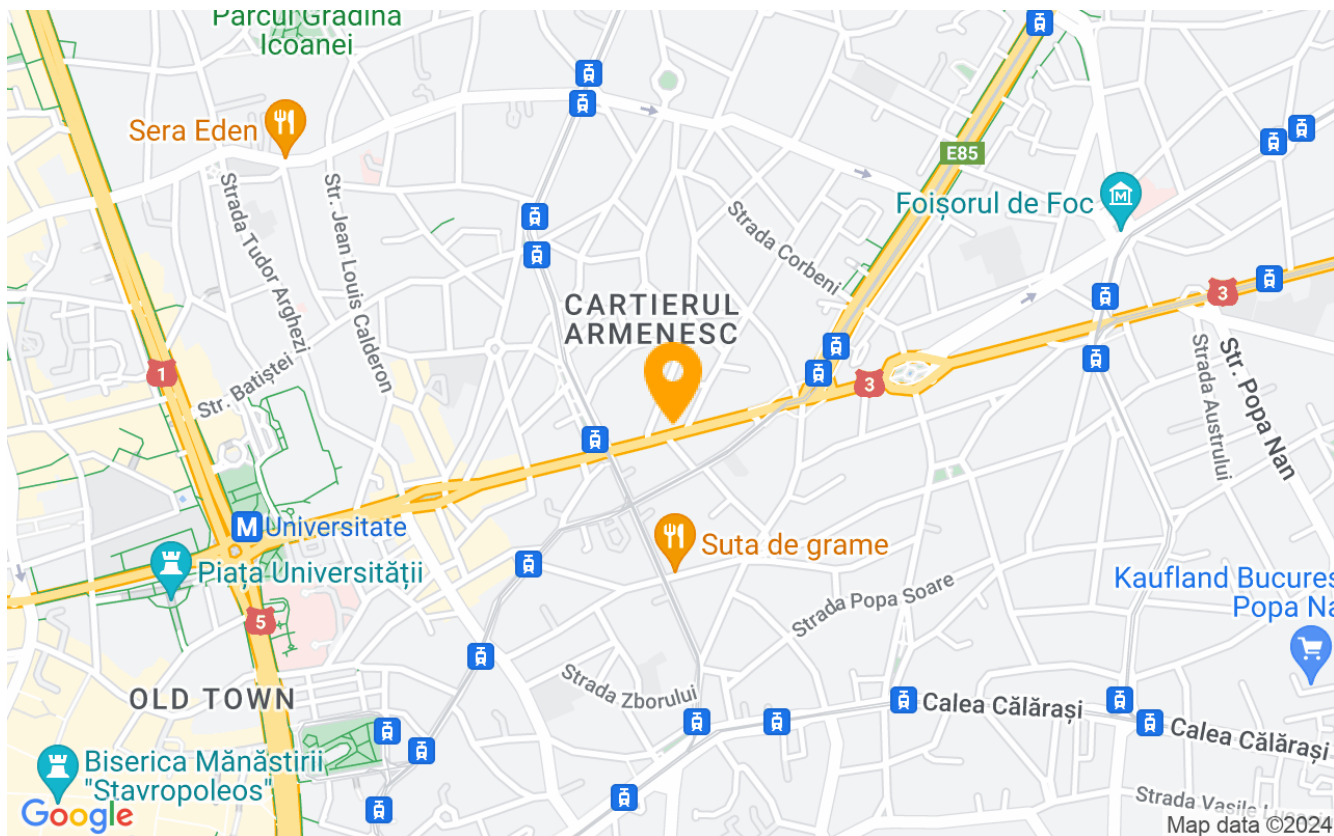 Parcul Grădina
Icoanei
Sera Eden
Strada Tudor Arghezi
Str. Jean Louis Calderon
E85
Foișorul de Foc
Strada Corbeni
CARTIERUL
ARMENESC
3
3
1
Str. Batiștei
Strada Austrului
Str. Popa Nan
M
Universitate
Suta de grame
Piața Universității
5
Kaufland Bucureș
Popa Na
Strada Popa Soare
OLD TOWN
Strada Zborului
Calea Călărași
Calea Călărași
Biserica Mănăstirii
"Stavropoleos"
Google
Strada Vasile
Map data ©2024